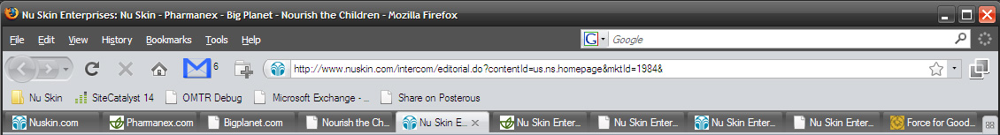 Nu Skin Enterprises: Nu Skin - Pharmanex - Big Planet - Nourish the Children - Mozilla Firefox
File Edit View History Bookmarks Tools Help G Google
6 http://www.nuskin.com/intercom/editorial.do?contentId=us.ns.homepage&mktId=1984&
Nu Skin SiteCatalyst 14 OMTR Debug Microsoft Exchange - ... Share on Posterous
Nuskin.com Pharmanex.com Bigplanet.com Nourish the Ch... Nu Skin E... Nu Skin Enter... Nu Skin Enter... Nu Skin Enter... Nu Skin Enter... Force for Good...